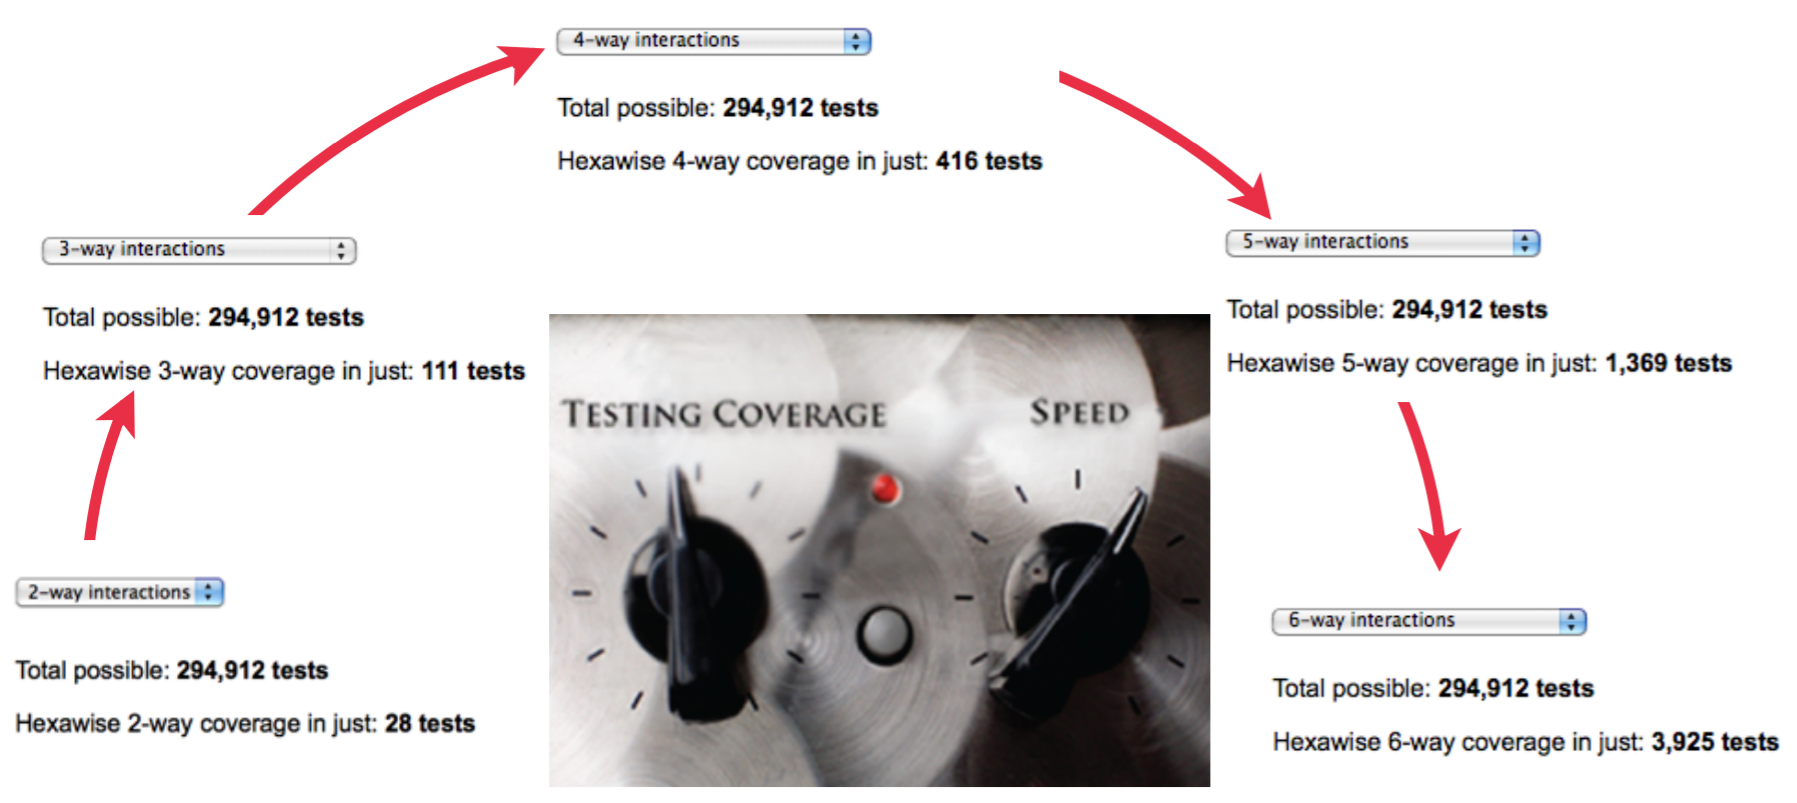 4-way interactions
Total possible: 294,912 tests
Hexawise 4-way coverage in just: 416 tests
3-way interactions
Total possible: 294,912 tests
Hexawise 3-way coverage in just: 111 tests
5-way interactions
Total possible: 294,912 tests
Hexawise 5-way coverage in just: 1,369 tests
TESTING COVERAGE
SPEED
2-way interactions
Total possible: 294,912 tests
Hexawise 2-way coverage in just: 28 tests
6-way interactions
Total possible: 294,912 tests
Hexawise 6-way coverage in just: 3,925 tests